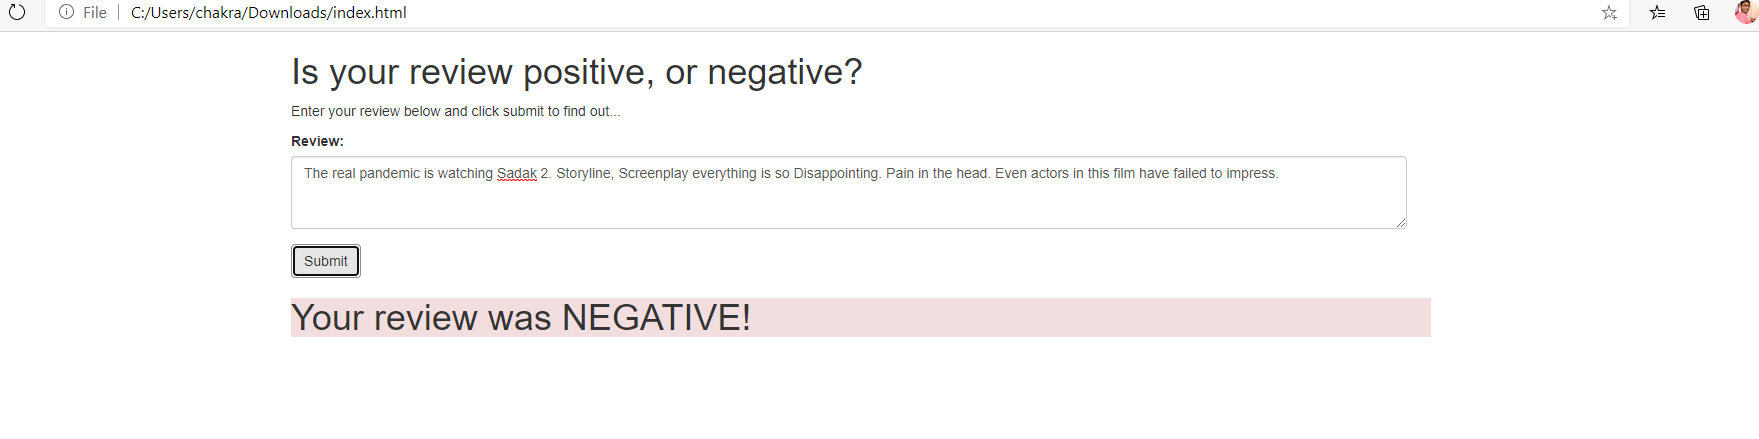 File C:/Users/chakra/Downloads/index.html
Is your review positive, or negative?
Enter your review below and click submit to find out...
Review:
The real pandemic is watching Sadak 2. Storyline, Screenplay everything is so Disappointing. Pain in the head. Even actors in this film have failed to impress.
Submit
Your review was NEGATIVE!